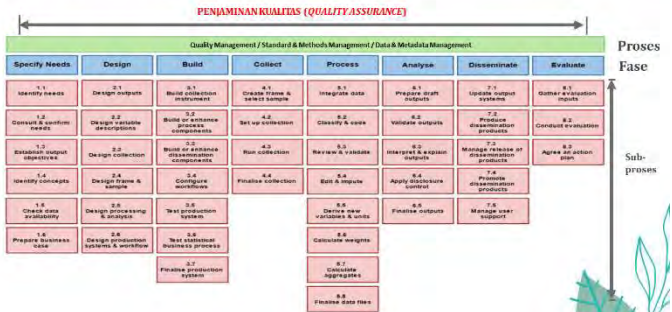 PENJAMINAN KUALITAS (QUALITY ASSURANCE)
Quality Management / Standard & Methods Management / Data & Metadata Management
Proses
Fase
Specify Needs
Design
Build
Collect
Process
Analyse
Disseminate
Evaluate
1.1
Identify needs
1.2
Consult & confirm
needs
1.3
Establish output
objectives
1.4
Identify concepts
1.5
Check data
availability
1.6
Prepare business
case
2.1
Design outputs
2.2
Design variable
descriptions
2.3
Design collection
2.4
Design frame &
sample
2.5
Design processing
& analysis
2.6
Design production
systems & workflow
3.1
Build collection
instrument
3.2
Build or enhance
process
components
3.3
Build or enhance
dissemination
components
3.4
Configure
workflows
3.5
Test production
system
3.6
Test statistical
business process
3.7
Finalise production
system
4.1
Create frame &
select sample
4.2
Set up collection
4.3
Run collection
4.4
Finalise collection
5.1
Integrate data
5.2
Classify & code
5.3
Review & validate
5.4
Edit & impute
5.5
Derive new
variables & units
5.6
Calculate weights
5.7
Calculate
aggregates
5.8
Finalise data files
6.1
Prepare draft
outputs
6.2
Validate outputs
6.3
Interpret & explain
outputs
6.4
Apply disclosure
control
6.5
Finalise outputs
7.1
Update output
systems
7.2
Produce
dissemination
products
7.3
Manage release of
dissemination
products
7.4
Promote
dissemination
products
7.5
Manage user
support
8.1
Gather evaluation
inputs
8.2
Conduct evaluation
8.3
Agree an action
plan
Sub-
proses